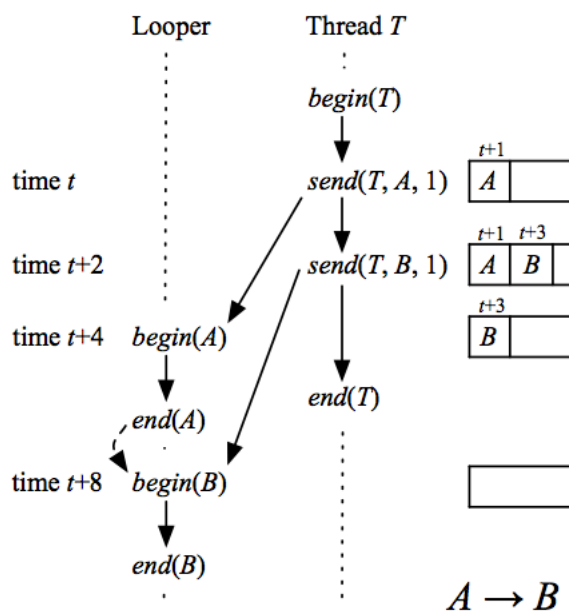 Looper Thread T
begin(T)
t+1
time t send(T, A, 1) A
t+1 t+3
time t+2 send(T, B, 1) A B
t+3
time t+4 begin(A) B
end(T)
end(A)
time t+8 begin(B)
end(B)
A → B